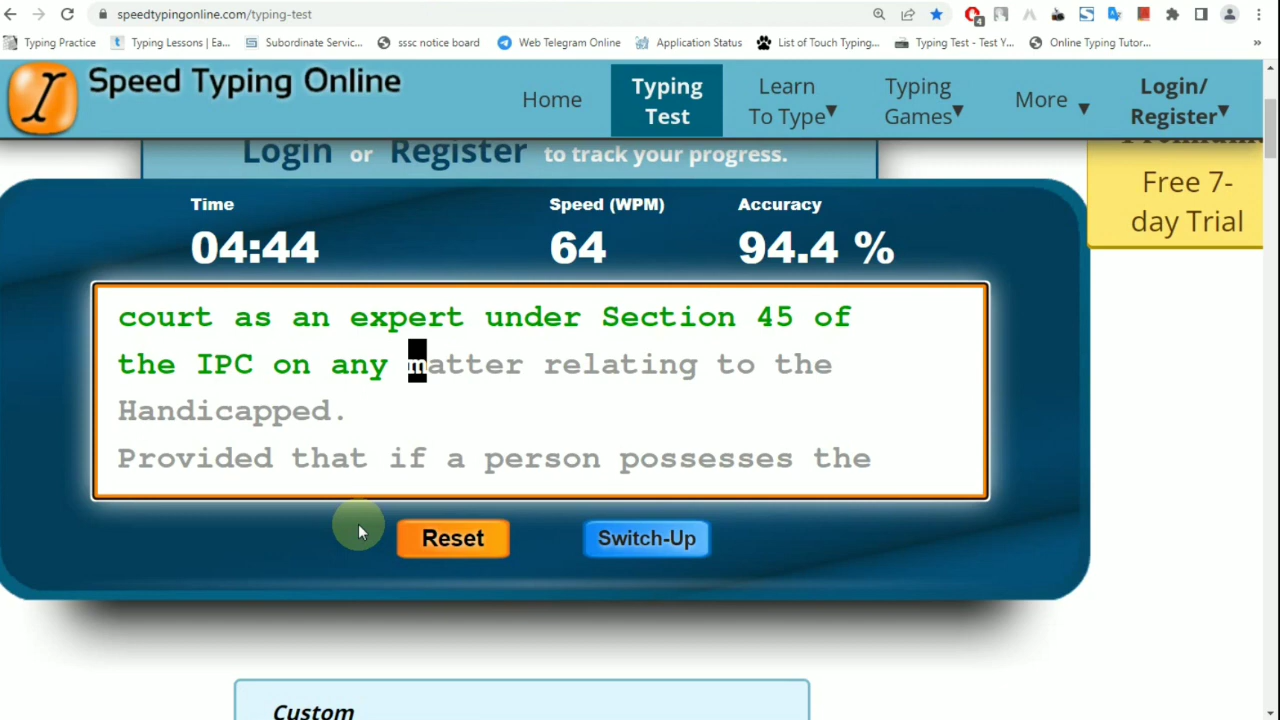 speedtypingonline.com/typing-test
4
Typing Practice
Typing Lessons | Ea...
Subordinate Servic...
sssc notice board
Web Telegram Online
Application Status
List of Touch Typing...
Typing Test - Test Y...
Online Typing Tutor...
»
Speed Typing Online
Home
Typing
Test
Learn
To Type▼
Typing
Games▼
More ▼
Login/
Register▼
Login or Register to track your progress.
Free 7-
day Trial
Time
Speed (WPM)
Accuracy
04:44
64
94.4 %
court as an expert under Section 45 of
the IPC on any matter relating to the
Handicapped.
Provided that if a person possesses the
Reset
Switch-Up
Custom